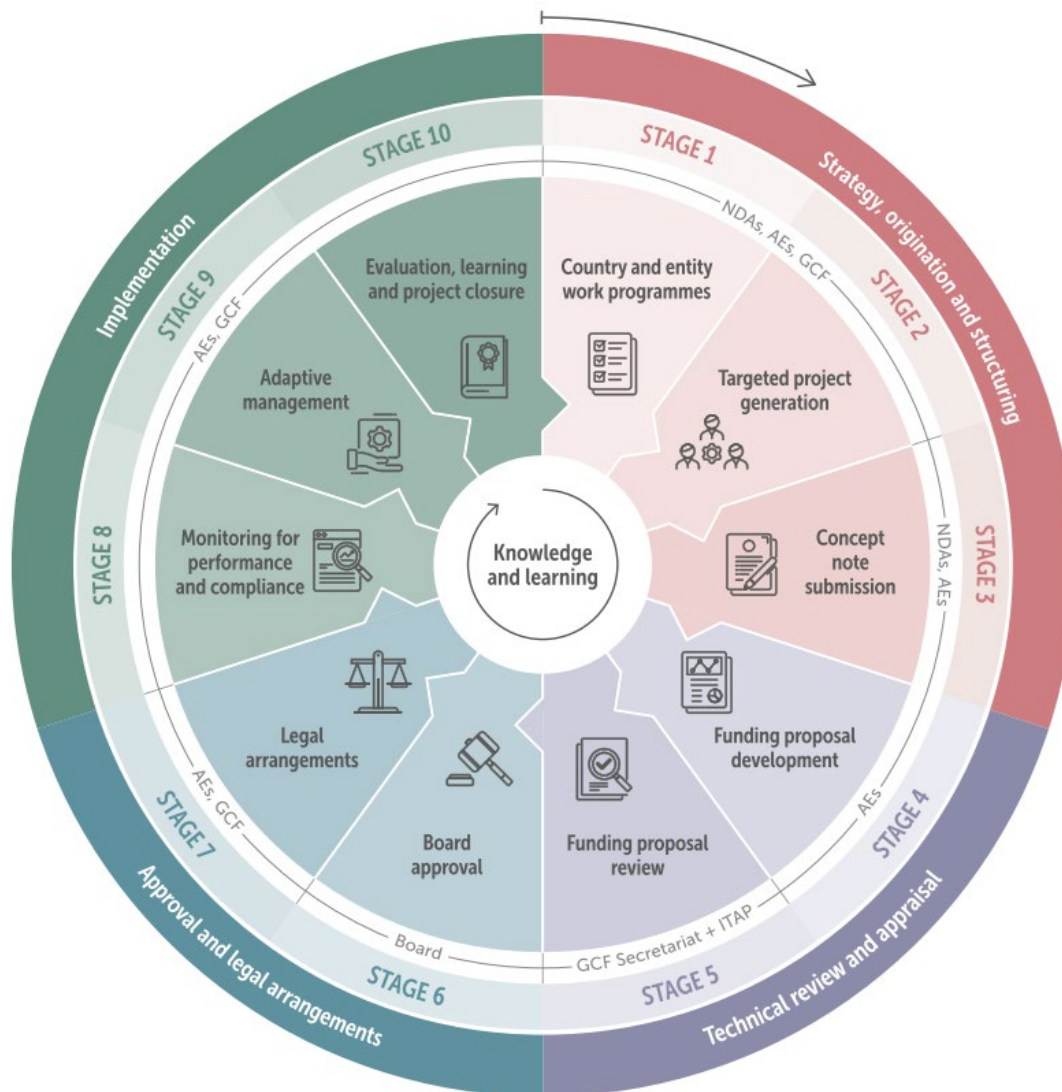 STAGE 1
STAGE 2
STAGE 3
STAGE 4
STAGE 5
STAGE 6
STAGE 7
STAGE 8
STAGE 9
STAGE 10
Strategy, origination and structuring
Technical review and appraisal
Approval and legal arrangements
Implementation
NDAs, AEs, GCF
NDAs, AEs
AEs
GCF Secretariat + ITAP
Board
AEs, GCF
AEs, GCF
Country and entity
work programmes
Targeted project
generation
Concept
note
submission
Funding proposal
development
Funding proposal
review
Board
approval
Legal
arrangements
Monitoring for
performance
and compliance
Adaptive
management
Evaluation, learning
and project closure
Knowledge
and learning